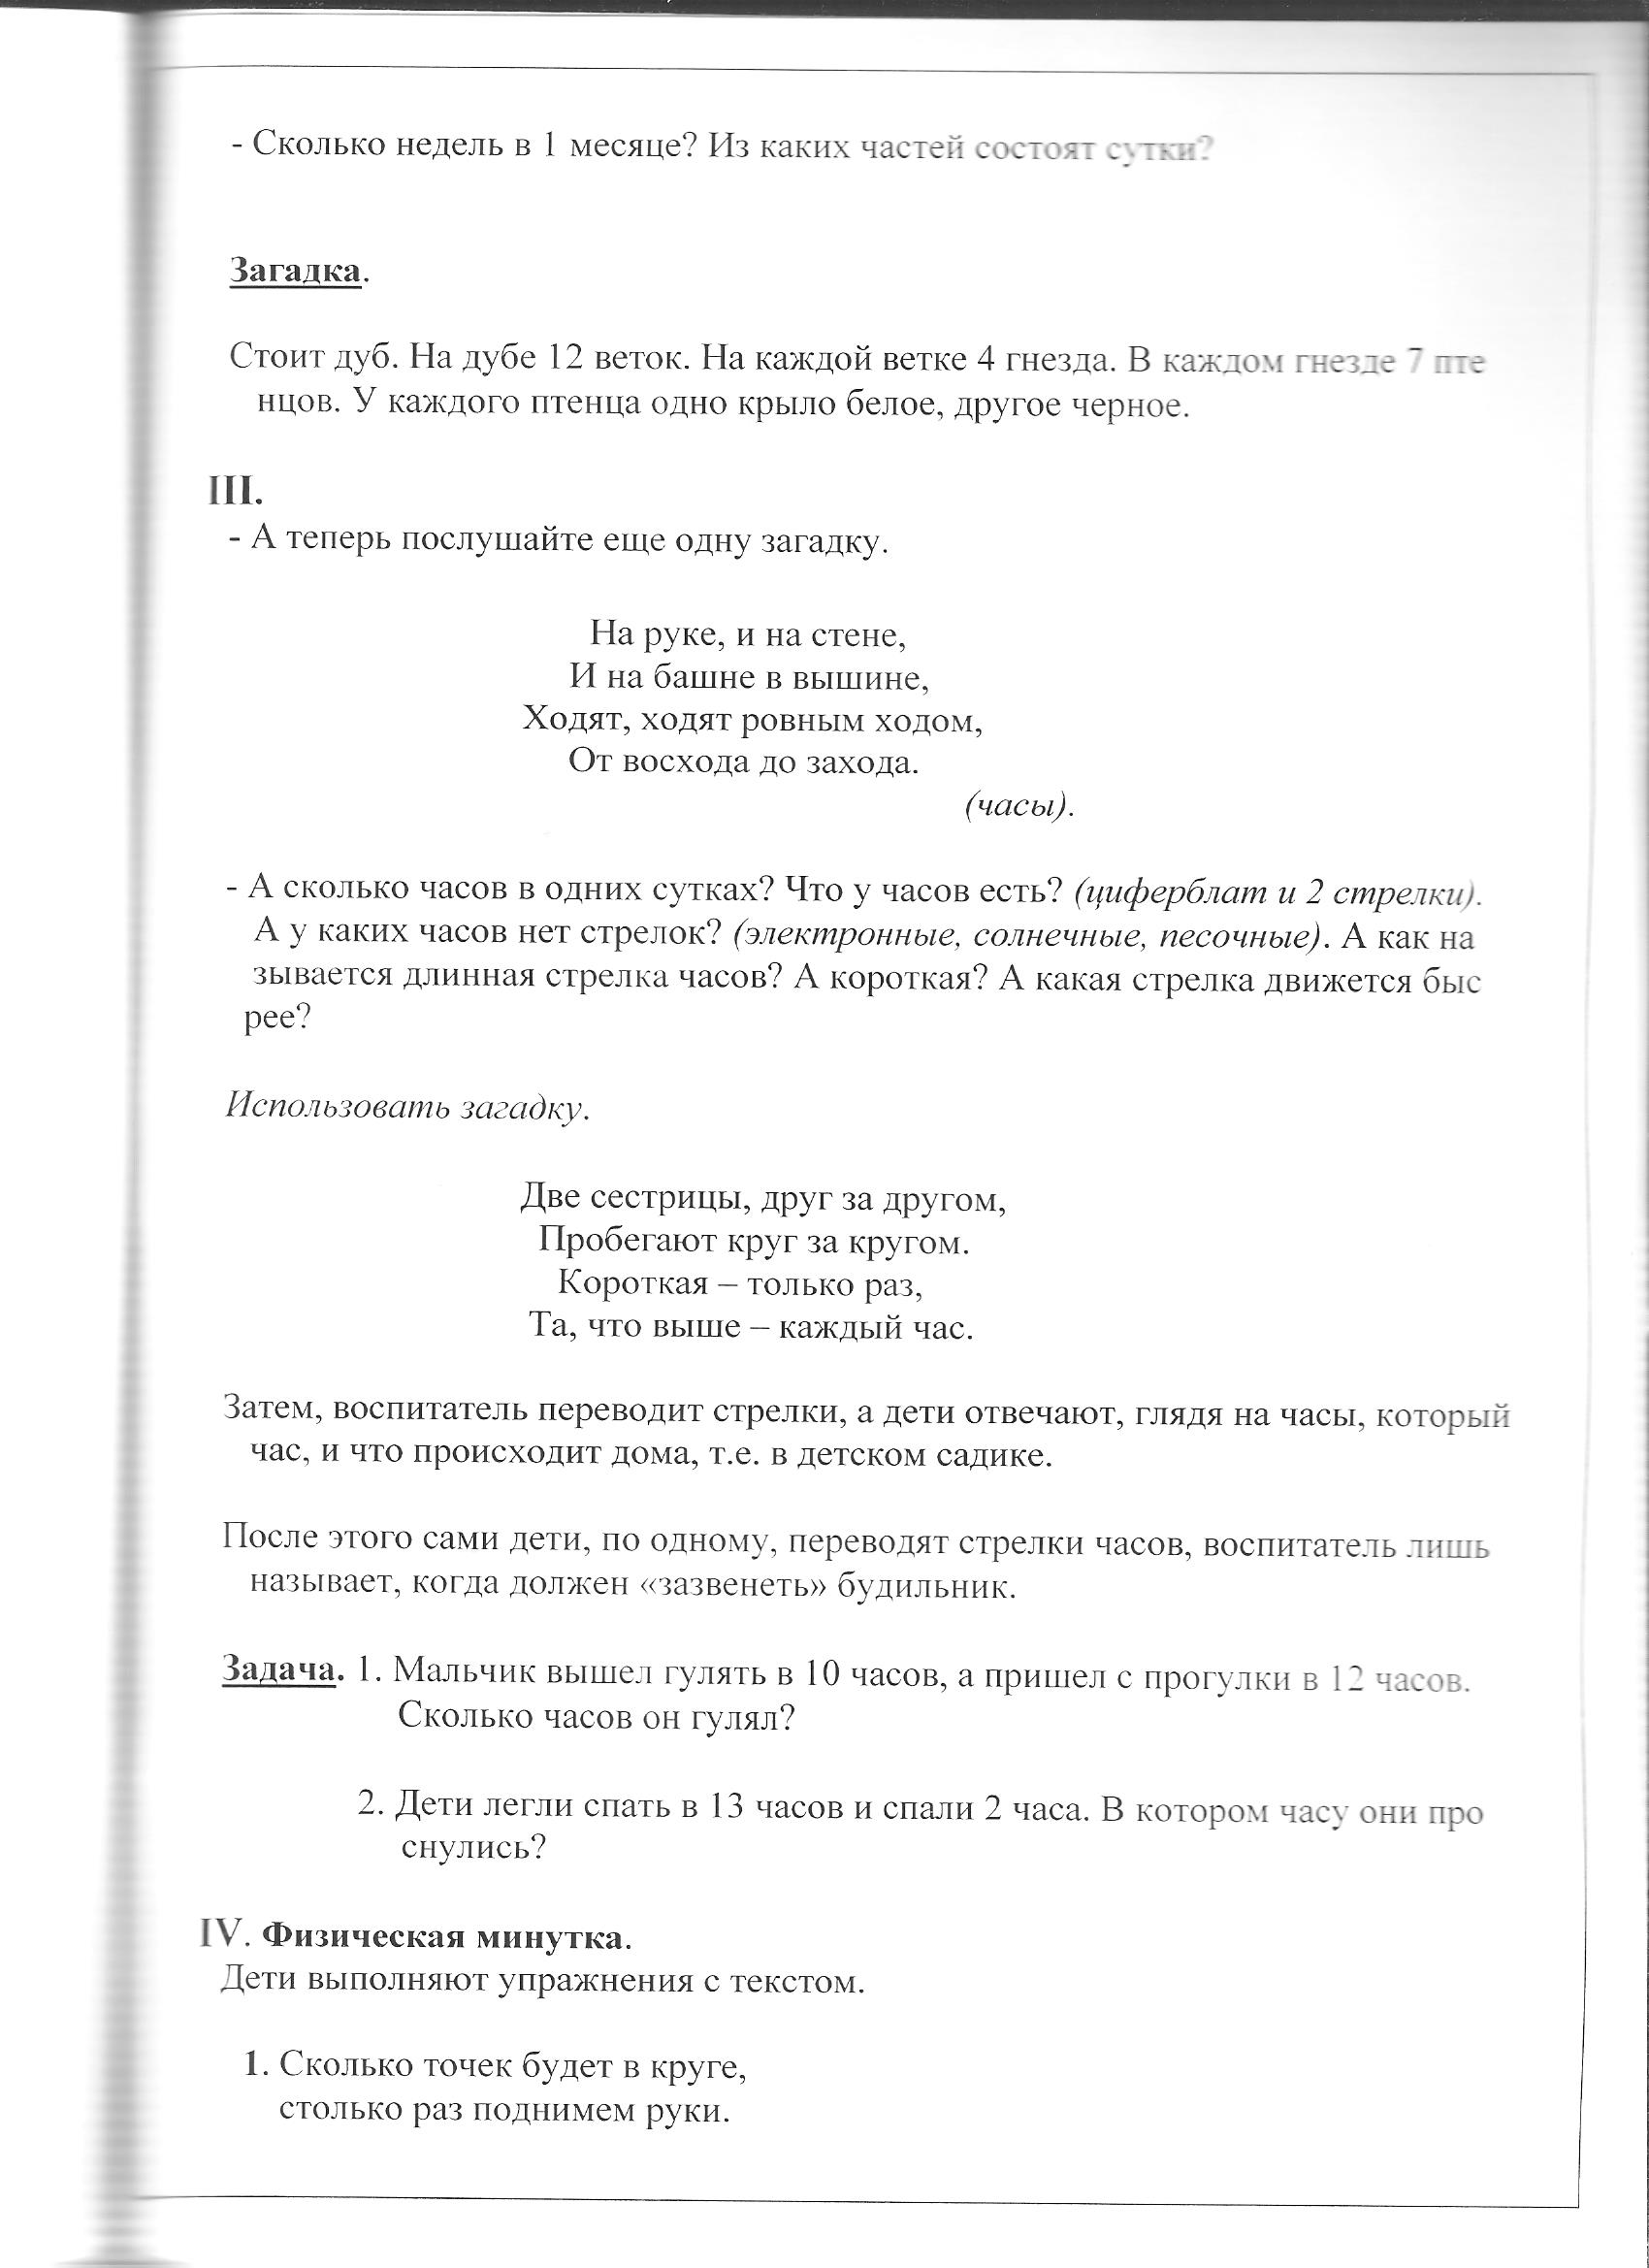 - Сколько недель в 1 месяце? Из каких частей состоят сутки?
Загадка.
Стоит дуб. На дубе 12 веток. На каждой ветке 4 гнезда. В каждом гнезде 7 пте
нцов. У каждого птенца одно крыло белое, другое черное.
III.
- А теперь послушайте еще одну загадку.
На руке, и на стене,
И на башне в вышине,
Ходят, ходят ровным ходом,
От восхода до захода.
(часы).
- А сколько часов в одних сутках? Что у часов есть? (циферблат и 2 стрелки).
А у каких часов нет стрелок? (электронные, солнечные, песочные). А как на
зывается длинная стрелка часов? А короткая? А какая стрелка движется быс
рее?
Использовать загадку.
Две сестрицы, друг за другом,
Пробегают круг за кругом.
Короткая – только раз,
Та, что выше – каждый час.
Затем, воспитатель переводит стрелки, а дети отвечают, глядя на часы, который
час, и что происходит дома, т.е. в детском садике.
После этого сами дети, по одному, переводят стрелки часов, воспитатель лишь
называет, когда должен «зазвенеть» будильник.
Задача. 1. Мальчик вышел гулять в 10 часов, а пришел с прогулки в 12 часов.
Сколько часов он гулял?
2. Дети легли спать в 13 часов и спали 2 часа. В котором часу они про
снулись?
IV. Физическая минутка.
Дети выполняют упражнения с текстом.
1. Сколько точек будет в круге,
столько раз поднимем руки.